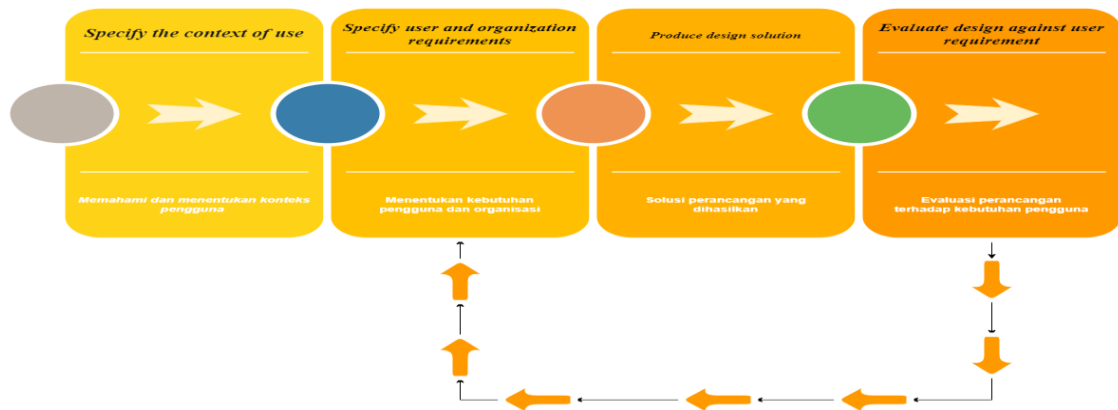 Specify the context of use
Specify user and organization
requirements
Produce design solution
Evaluate design against user
requirement
Memahami dan menentukan konteks
pengguna
Menentukan kebutuhan
pengguna dan organisasi
Solusi perancangan yang
dihasilkan
Evaluasi perancangan
terhadap kebutuhan pengguna